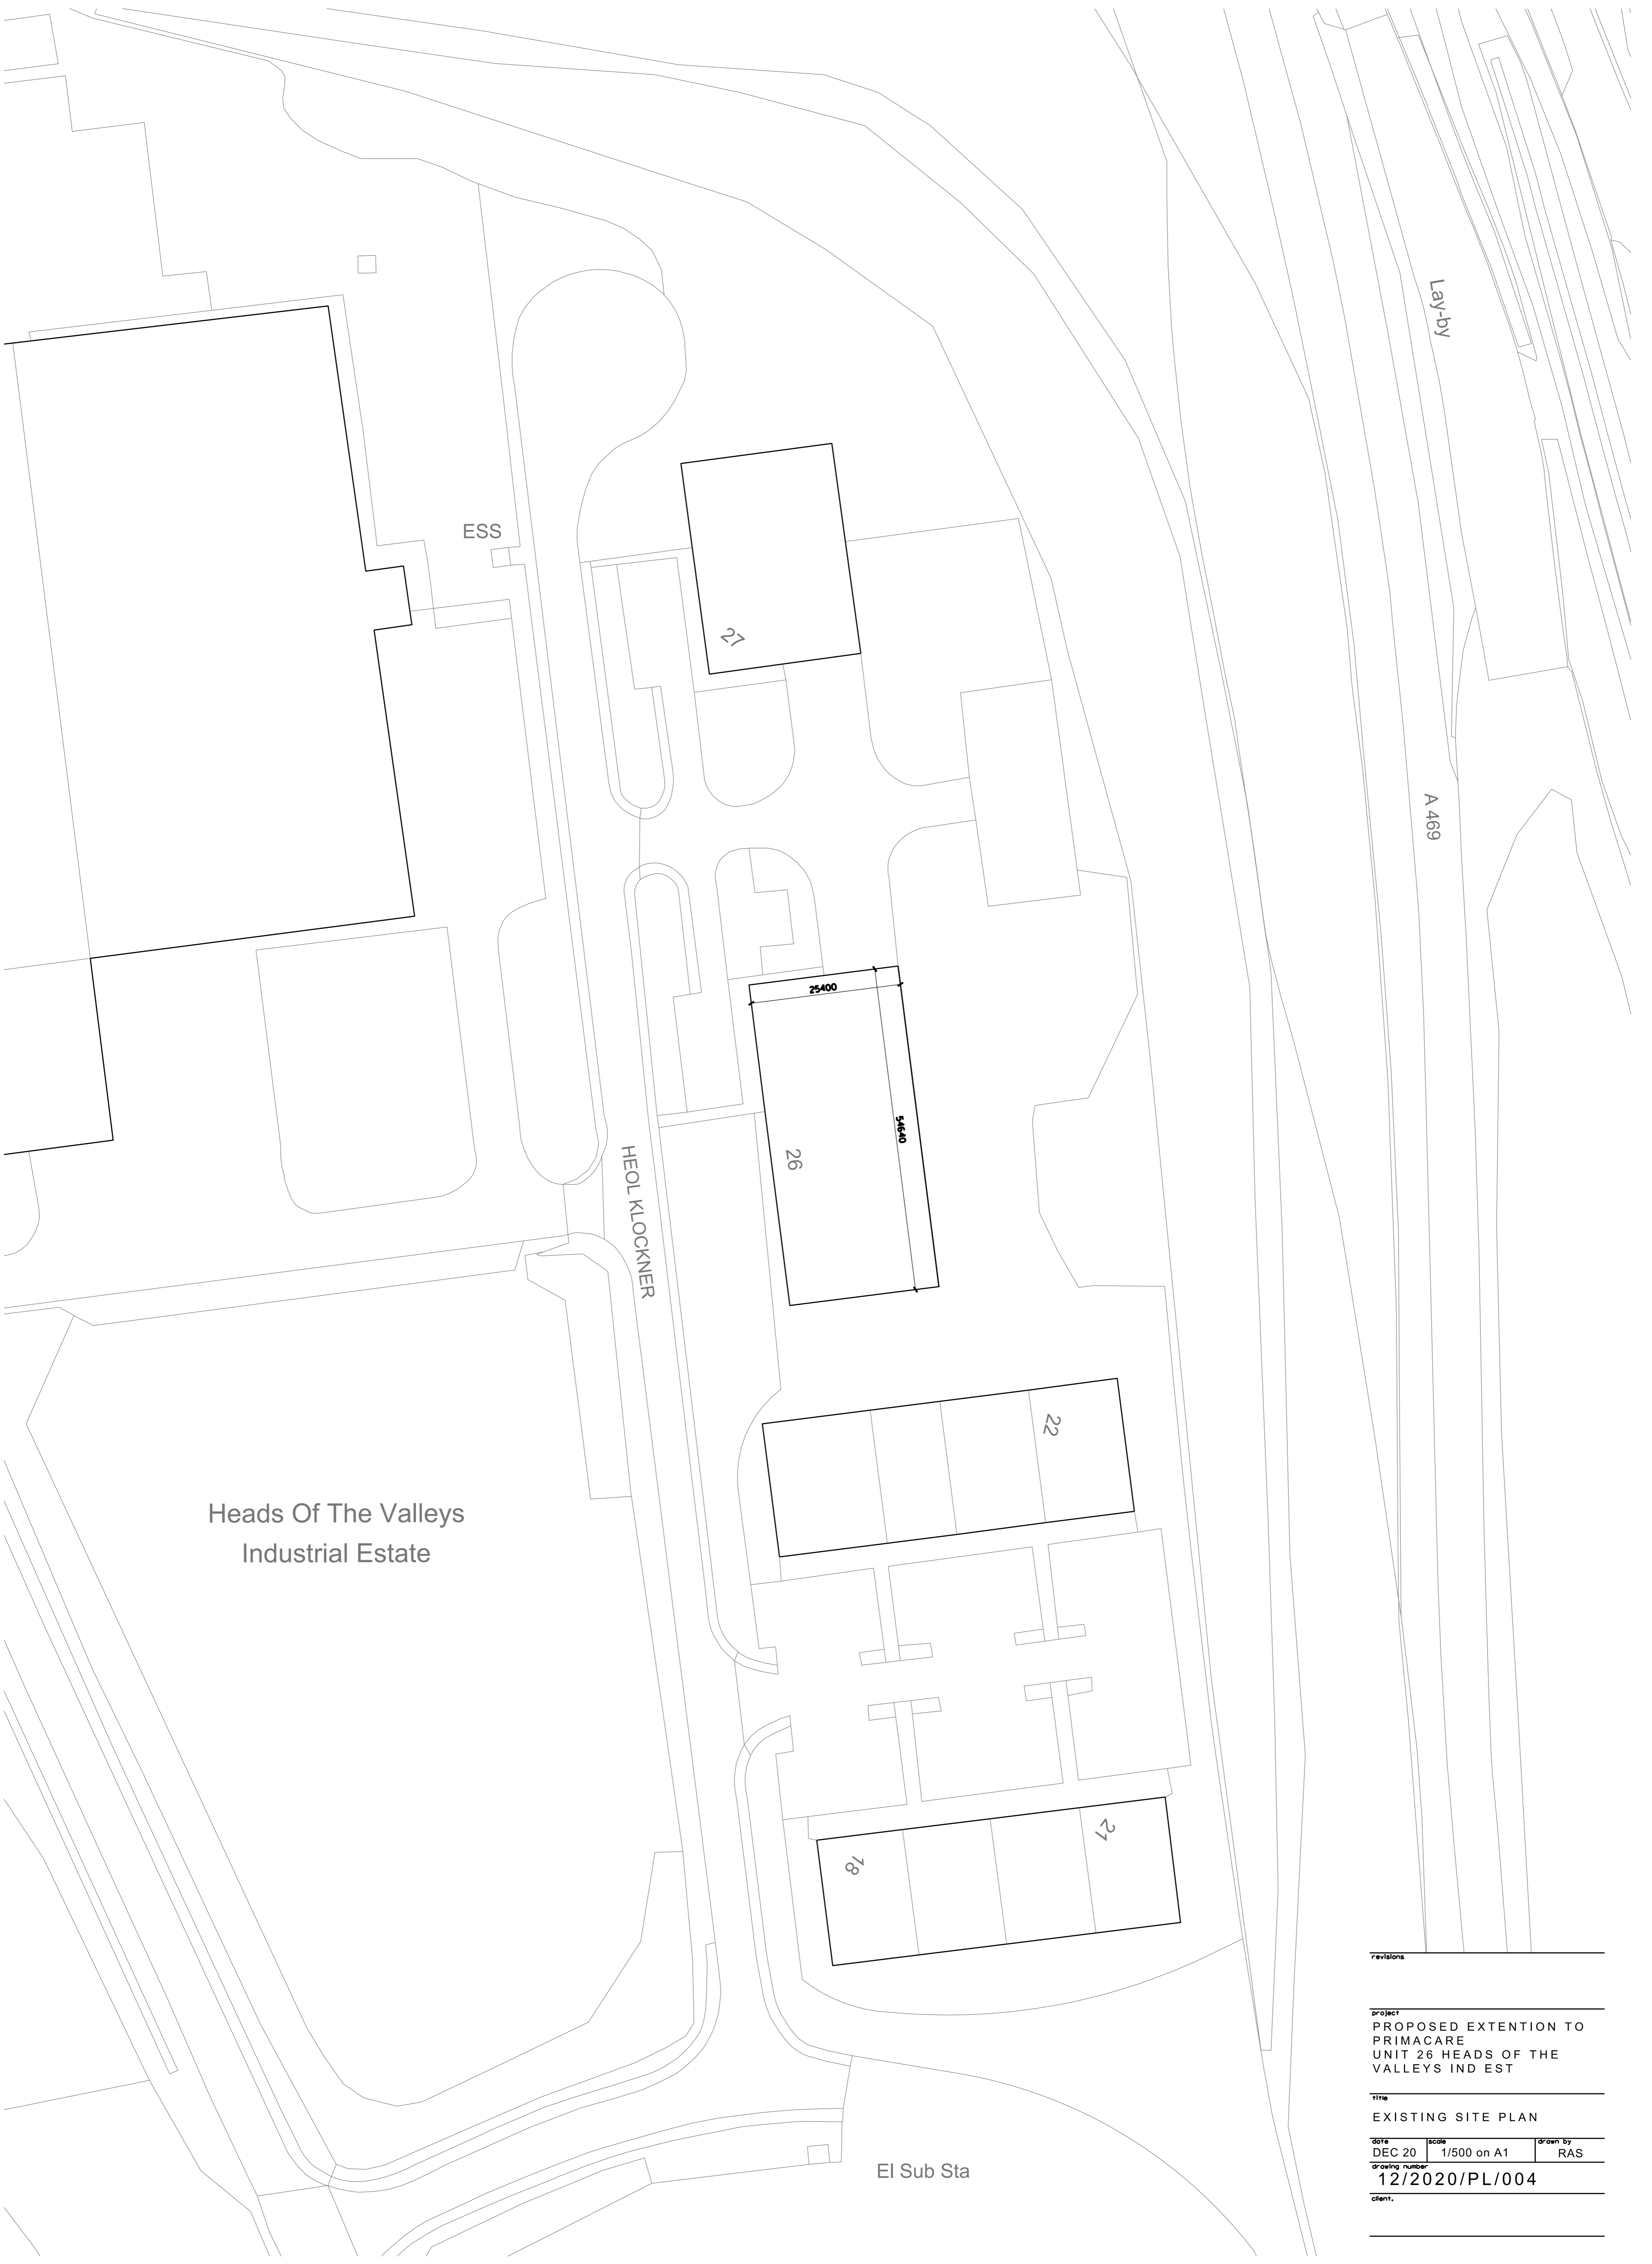 Lay-by
ESS
27
A 469
25400
54640
26
HEOL KLOCKNER
22
Heads Of The Valleys
Industrial Estate
21
18
El Sub Sta
revisions
project
PROPOSED EXTENTION TO
PRIMACARE
UNIT 26 HEADS OF THE
VALLEYS IND EST
title
EXISTING SITE PLAN
date scale drawn by
DEC 20 1/500 on A1 RAS
drawing number
12/2020/PL/004
client.